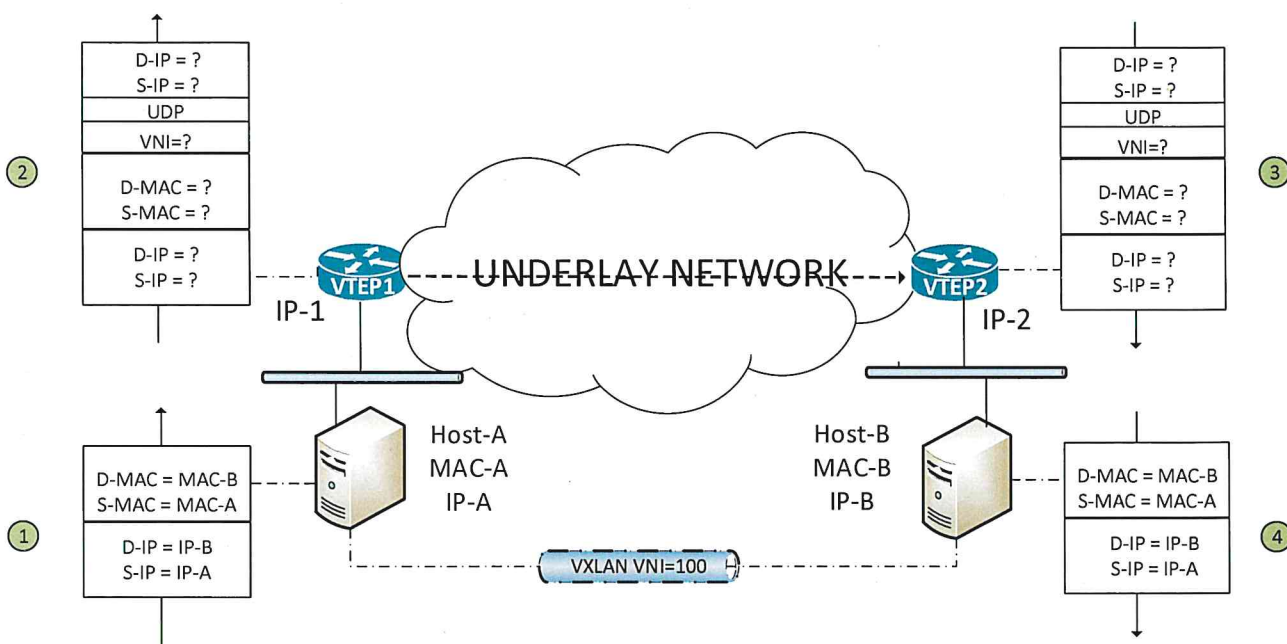 D-IP = ?
S-IP = ?
UDP
VNI=?
D-MAC = ?
S-MAC = ?
D-IP = ?
S-IP = ?
2
D-IP = ?
S-IP = ?
UDP
VNI=?
D-MAC = ?
S-MAC = ?
D-IP = ?
S-IP = ?
3
UNDERLAY NETWORK
VTEP1
IP-1
VTEP2
IP-2
Host-A
MAC-A
IP-A
Host-B
MAC-B
IP-B
D-MAC = MAC-B
S-MAC = MAC-A
D-IP = IP-B
S-IP = IP-A
1
VXLAN VNI=100
D-MAC = MAC-B
S-MAC = MAC-A
D-IP = IP-B
S-IP = IP-A
4